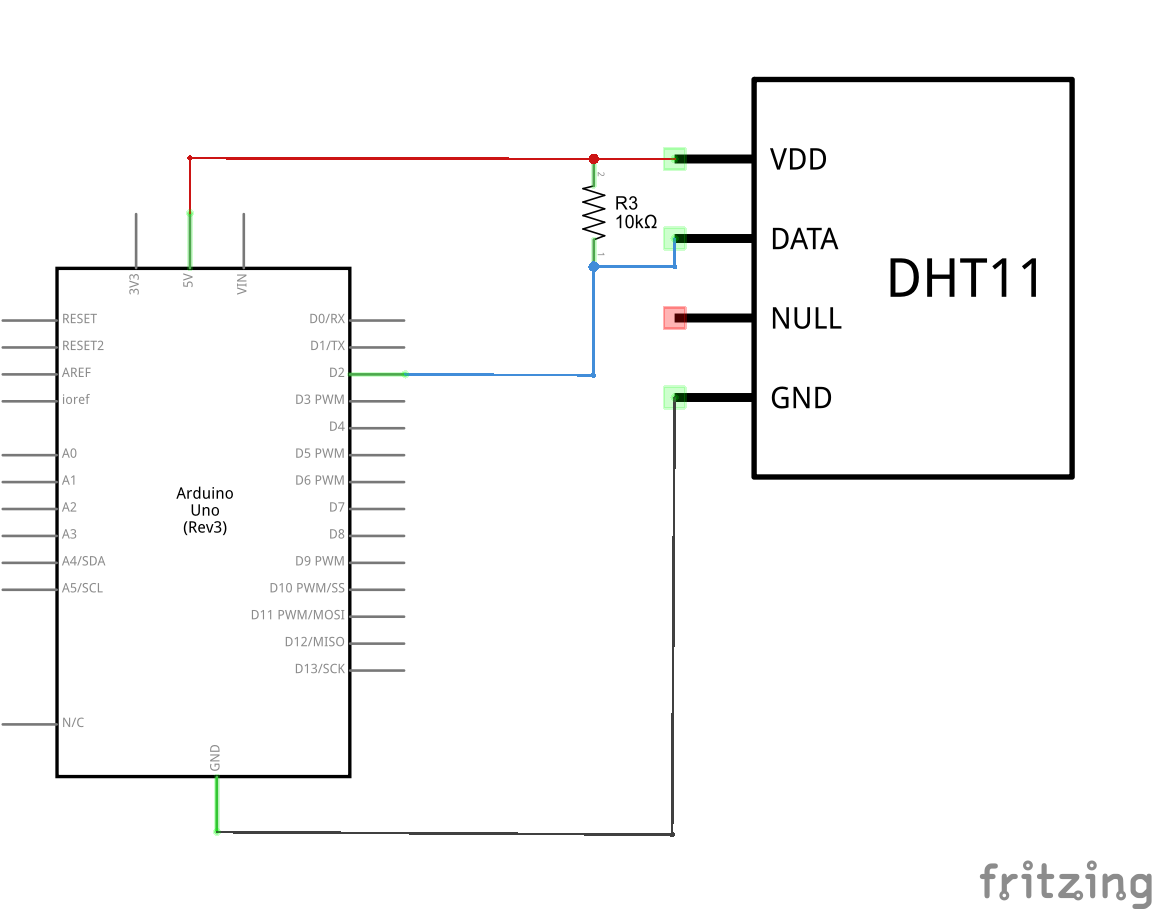 VDD
2
R3
10kΩ
DATA
1
DHT11
3V3
5V
VIN
NULL
RESET
D0/RX
RESET2
D1/TX
AREF
D2
ioref
D3 PWM
GND
D4
A0
D5 PWM
A1
D6 PWM
Arduino
Uno
(Rev3)
A2
D7
A3
D8
A4/SDA
D9 PWM
A5/SCL
D10 PWM/SS
D11 PWM/MOSI
D12/MISO
D13/SCK
N/C
GND
fritzing